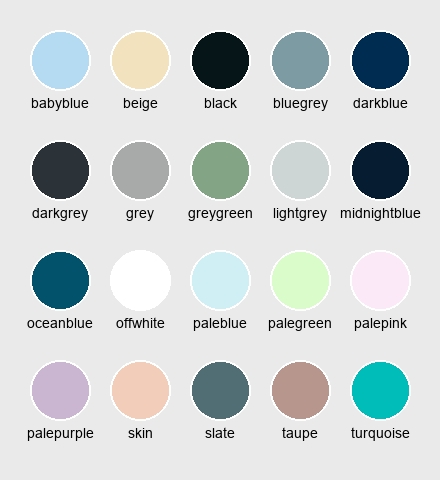 babyblue beige black bluegrey darkblue
darkgrey grey greygreen lightgrey midnightblue
oceanblue offwhite paleblue palegreen palepink
palepurple skin slate taupe turquoise